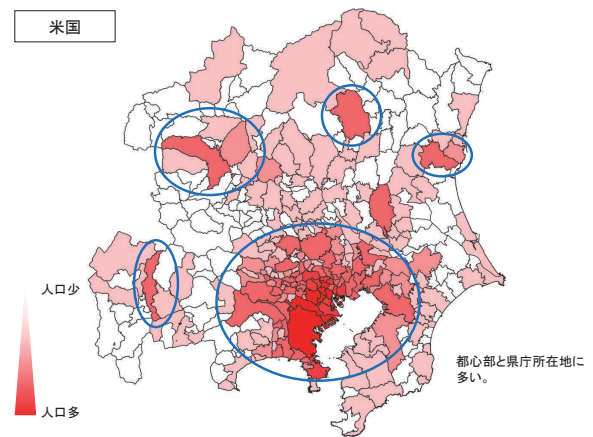 米国
人口少
人口多
都心部と県庁所在地に
多い。